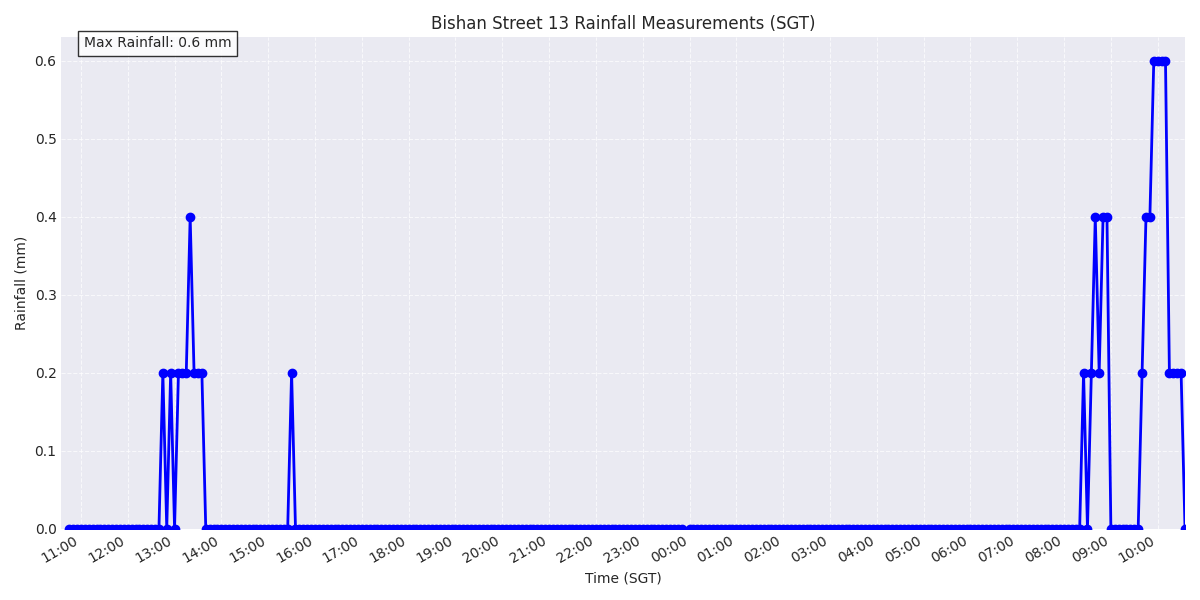 Bishan Street 13 Rainfall Measurements (SGT)
Max Rainfall: 0.6 mm
0.6
0.5
0.4
0.3
0.2
0.1
0.0
Rainfall (mm)
11:00 12:00 13:00 14:00 15:00 16:00 17:00 18:00 19:00 20:00 21:00 22:00 23:00 00:00 01:00 02:00 03:00 04:00 05:00 06:00 07:00 08:00 09:00 10:00
Time (SGT)